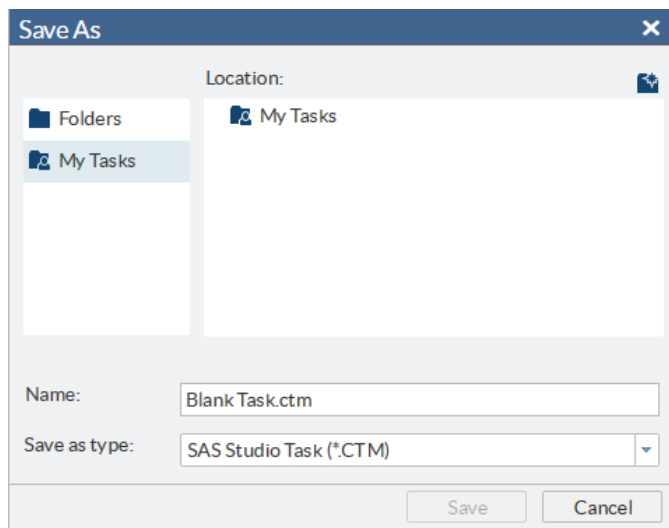 Save As
Location:
Folders
My Tasks
My Tasks
Name:
Blank Task.ctm
Save as type:
SAS Studio Task (*.CTM)
Save
Cancel